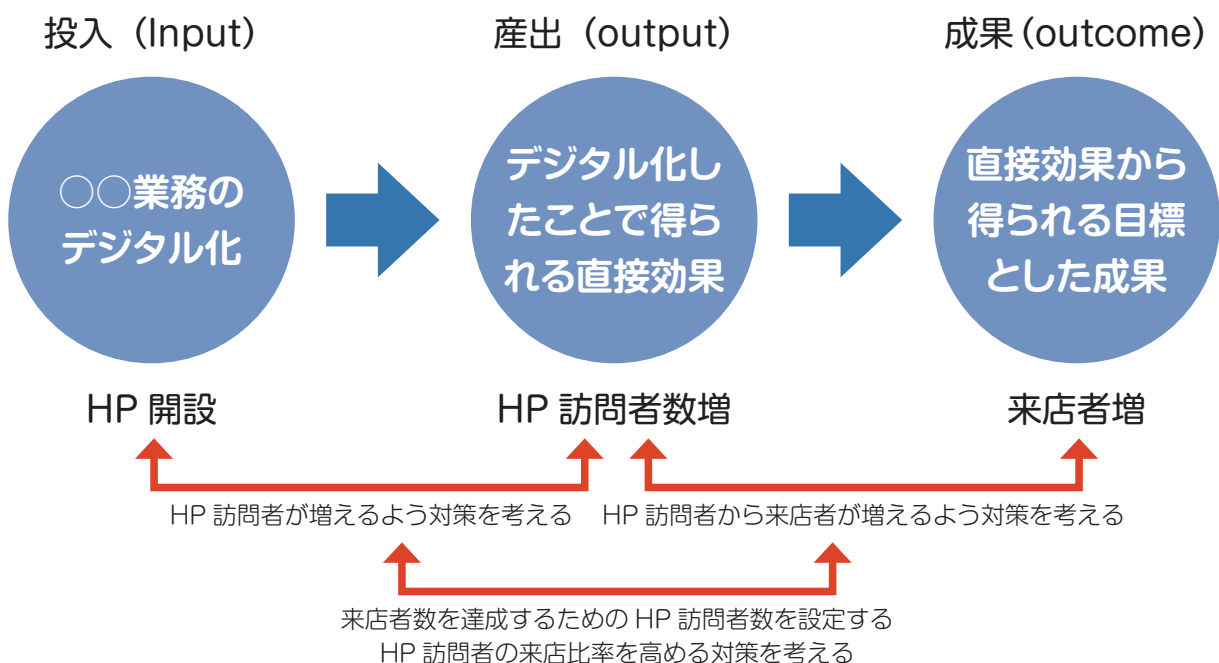 投入（Input）
産出（output）
成果（outcome）
○○業務の
デジタル化
デジタル化し
たことで得ら
れる直接効果
直接効果から
得られる目標
とした成果
HP 開設
HP 訪問者数増
来店者増
HP 訪問者が増えるよう対策を考える
HP 訪問者から来店者が増えるよう対策を考える
来店者数を達成するための HP 訪問者数を設定する
HP 訪問者の来店比率を高める対策を考える